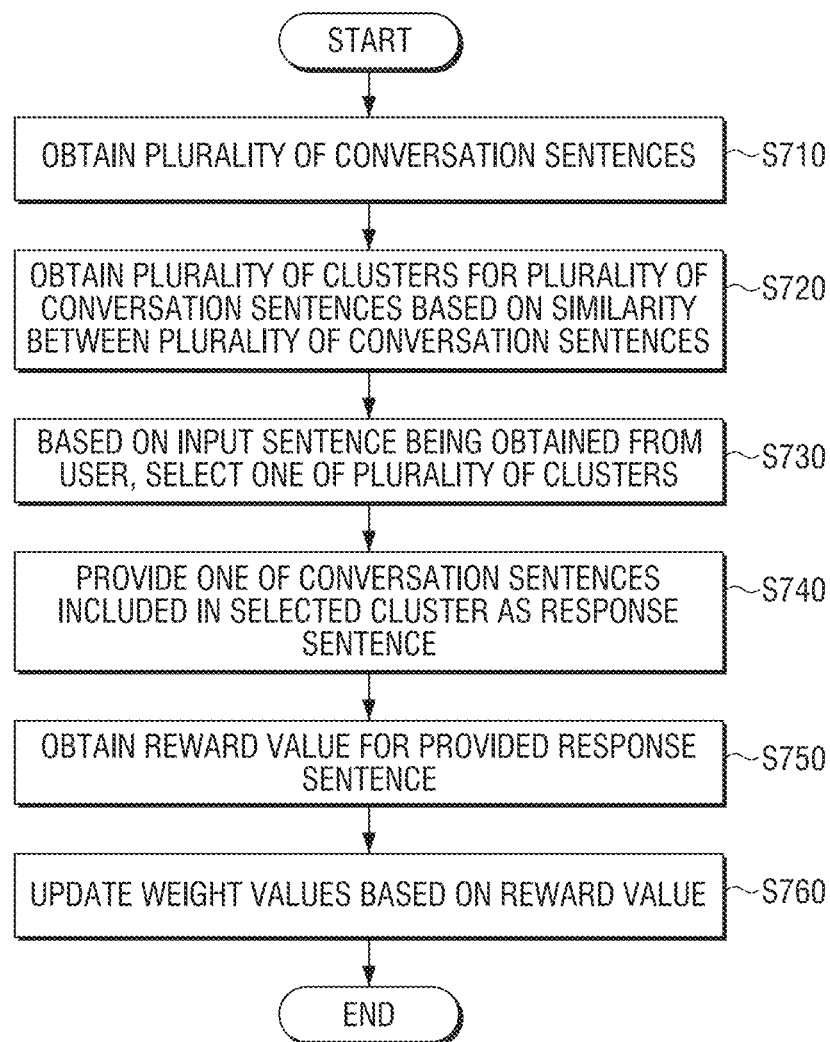 START
OBTAIN PLURALITY OF CONVERSATION SENTENCES
S710
OBTAIN PLURALITY OF CLUSTERS FOR PLURALITY OF
CONVERSATION SENTENCES BASED ON SIMILARITY
BETWEEN PLURALITY OF CONVERSATION SENTENCES
S720
BASED ON INPUT SENTENCE BEING OBTAINED FROM
USER, SELECT ONE OF PLURALITY OF CLUSTERS
S730
PROVIDE ONE OF CONVERSATION SENTENCES
INCLUDED IN SELECTED CLUSTER AS RESPONSE
SENTENCE
S740
OBTAIN REWARD VALUE FOR PROVIDED RESPONSE
SENTENCE
S750
UPDATE WEIGHT VALUES BASED ON REWARD VALUE
S760
END